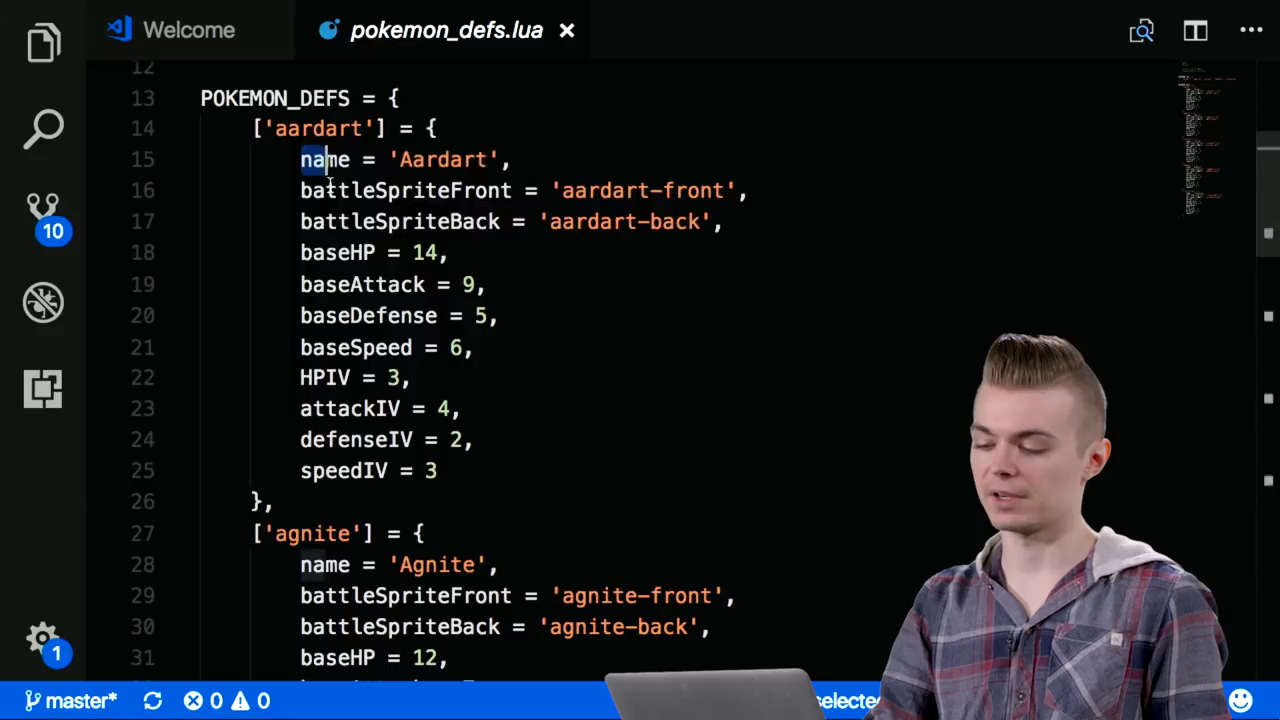 Welcome
pokemon_defs.lua
12
13 POKEMON_DEFS = {
14 ['aardart'] = {
15 name = 'Aardart',
16 battleSpriteFront = 'aardart-front',
17 battleSpriteBack = 'aardart-back',
18 baseHP = 14,
19 baseAttack = 9,
20 baseDefense = 5,
21 baseSpeed = 6,
22 HPIV = 3,
23 attackIV = 4,
24 defenseIV = 2,
25 speedIV = 3
26 },
27 ['agnite'] = {
28 name = 'Agnite',
29 battleSpriteFront = 'agnite-front',
30 battleSpriteBack = 'agnite-back',
31 baseHP = 12,
10
1
master* 0 0 selected